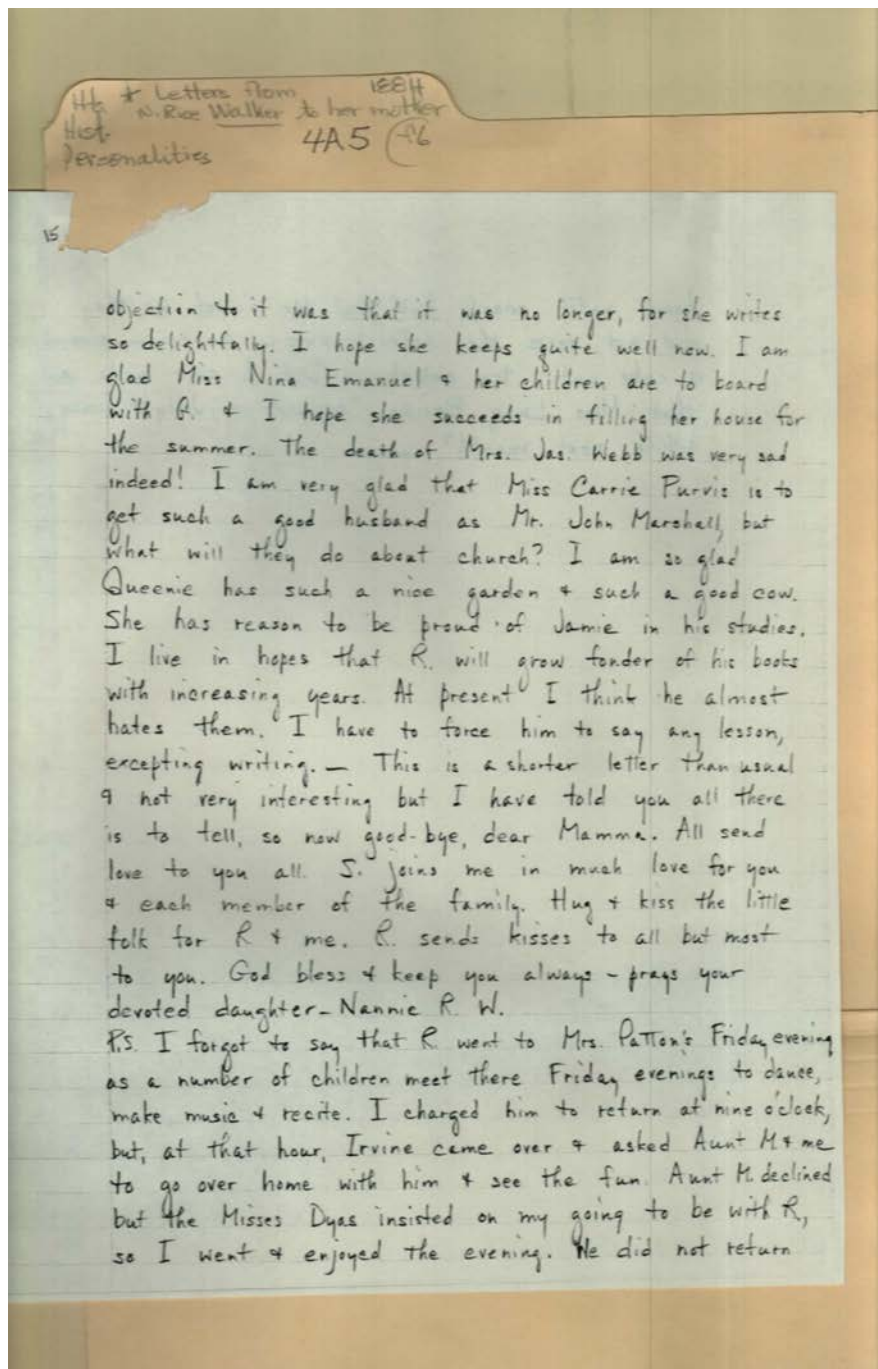 Ht. * Letters from 1884
N. Rice Walker to her mother
Hist.
Personalities 4A5 f6
15
objection to it was that it was no longer, for she writes
so delightfully. I hope she keeps quite well now. I am
glad Miss Nina Emanuel & her children are to board
with Q. & I hope she succeeds in filling her house for
the summer. The death of Mrs. Jas. Webb was very sad
indeed! I am very glad that Miss Carrie Purvis is to
get such a good husband as Mr. John Marshall, but
what will they do about church? I am so glad
Queenie has such a nice garden & such a good cow.
She has reason to be proud of Jamie in his studies.
I live in hopes that R. will grow fonder of his books
with increasing years. At present I think he almost
hates them. I have to force him to say any lesson,
excepting writing. — This is a shorter letter than usual
& not very interesting but I have told you all there
is to tell, so now good-bye, dear Mamma. All send
love to you all. S. joins me in much love for you
& each member of the family. Hug & kiss the little
folk for R & me. R. sends kisses to all but most
to you. God bless & keep you always - prays your
devoted daughter - Nannie R. W.
P.S. I forgot to say that R. went to Mrs. Patton's Friday evening
as a number of children meet there Friday evenings to dance,
make music & recite. I charged him to return at nine o'clock,
but, at that hour, Irvine came over & asked Aunt M & me
to go over home with him & see the fun. Aunt M. declined
but the Misses Dyas insisted on my going to be with R,
so I went & enjoyed the evening. We did not return